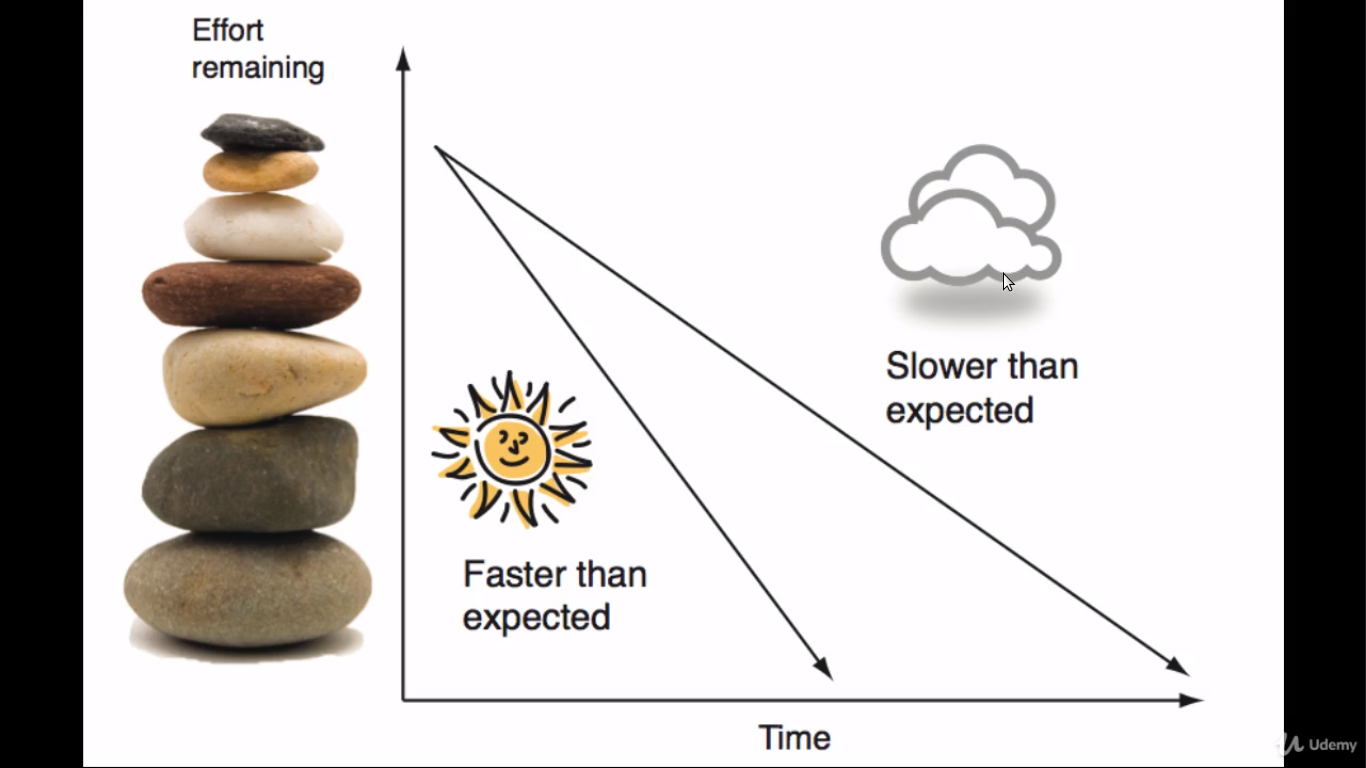 Effort
remaining
Slower than
expected
Faster than
expected
Time
Udemy